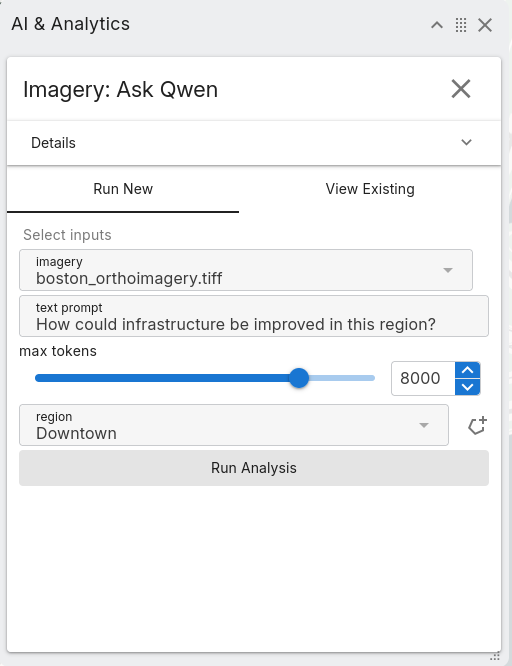 AI & Analytics
Imagery: Ask Qwen
Details
Run New
View Existing
Select inputs
imagery
boston_orthoimagery.tiff
text prompt
How could infrastructure be improved in this region?
max tokens
8000
region
Downtown
Run Analysis